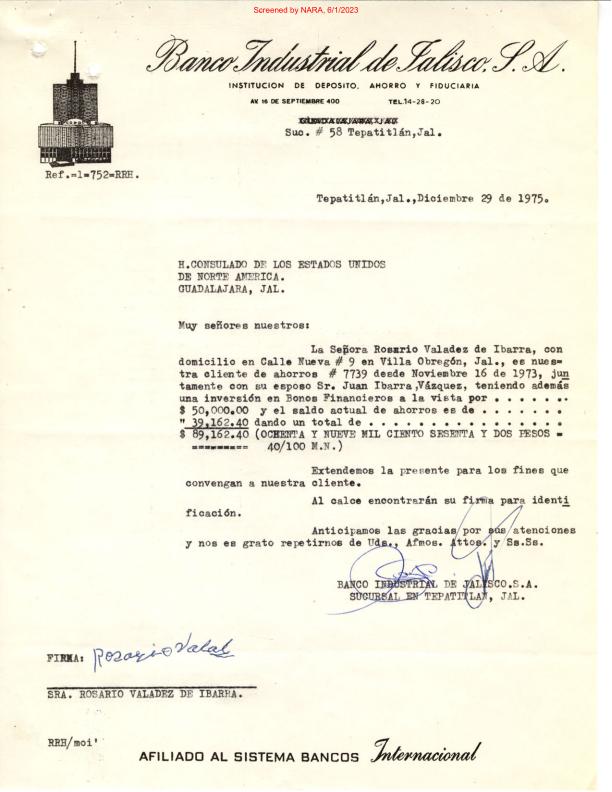 Screened by NARA, 6/1/2023
Banco Industrial de Jalisco, S. A.
INSTITUCION DE DEPOSITO, AHORRO Y FIDUCIARIA
AV. 16 DE SEPTIEMBRE 400 TEL. 14-28-20
Suc. # 58 Tepatitlán,Jal.
Ref.=1=752=RRH.
Tepatitlán,Jal.,Diciembre 29 de 1975.
H.CONSULADO DE LOS ESTADOS UNIDOS
DE NORTE AMERICA.
GUADALAJARA, JAL.
Muy señores nuestros:
La Señora Rosario Valadez de Ibarra, con
domicilio en Calle Nueva # 9 en Villa Obregón, Jal., es nues=
tra cliente de ahorros # 7739 desde Noviembre 16 de 1973, jun
tamente con su esposo Sr. Juan Ibarra,Vázquez, teniendo además
una inversión en Bonos Financieros a la vista por . . . . . .
$ 50,000.00 y el saldo actual de ahorros es de . . . . . . .
" 39,162.40 dando un total de . . . . . . . . . . . . . . .
$ 89,162.40 (OCHENTA Y NUEVE MIL CIENTO SESENTA Y DOS PESOS =
========= 40/100 M.N.)
Extendemos la presente para los fines que
convengan a nuestra cliente.
Al calce encontrarán su firma para identi
ficación.
Anticipamos las gracias por sus atenciones
y nos es grato repetirnos de Uds., Afmos. Attos. y Ss.Ss.
BANCO INDUSTRIAL DE JALISCO.S.A.
SUCURSAL EN TEPATITLAN, JAL.
FIRMA: Rosario Valad
SRA. ROSARIO VALADEZ DE IBARRA.
RRH/moi'
AFILIADO AL SISTEMA BANCOS Internacional